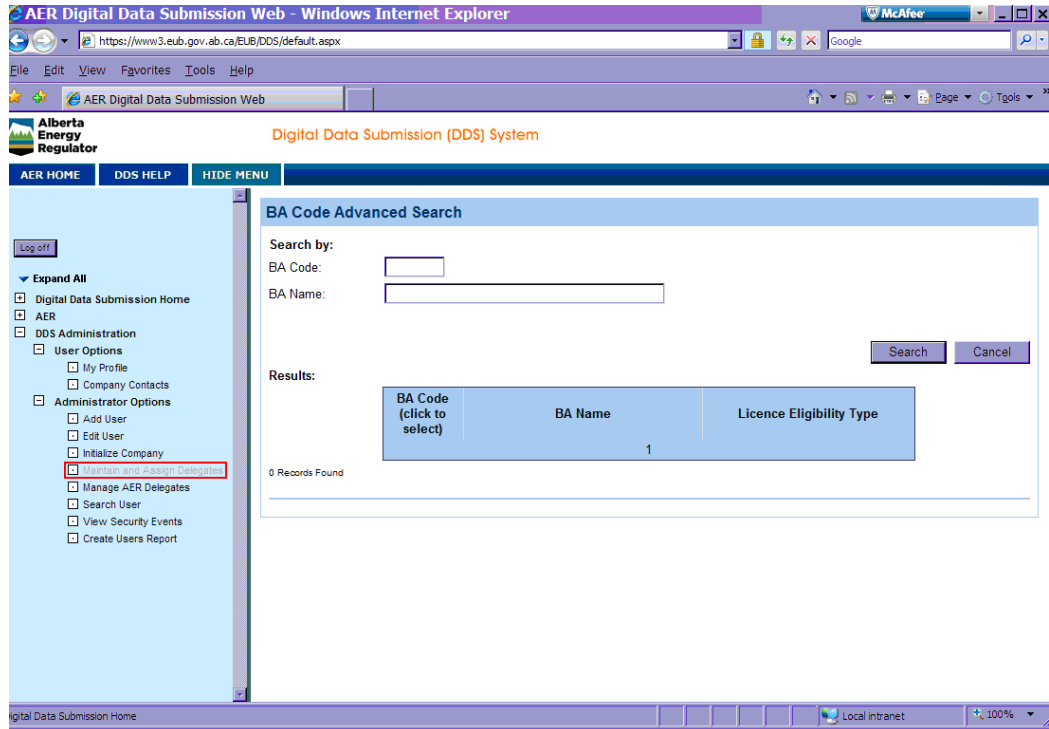 AER Digital Data Submission Web - Windows Internet Explorer
McAfee
https://www3.eub.gov.ab.ca/EUB/DDS/default.aspx
Google
File Edit View Favorites Tools Help
AER Digital Data Submission Web
Page Tools »
Alberta
Energy
Regulator
Digital Data Submission (DDS) System
AER HOME DDS HELP HIDE MENU
Log off
Expand All
Digital Data Submission Home
AER
DDS Administration
User Options
My Profile
Company Contacts
Administrator Options
Add User
Edit User
Initialize Company
Maintain and Assign Delegates
Manage AER Delegates
Search User
View Security Events
Create Users Report
BA Code Advanced Search
Search by:
BA Code:
BA Name:
Search Cancel
Results:
BA Code
(click to
select)
BA Name
Licence Eligibility Type
1
0 Records Found
igital Data Submission Home
Local intranet
100%